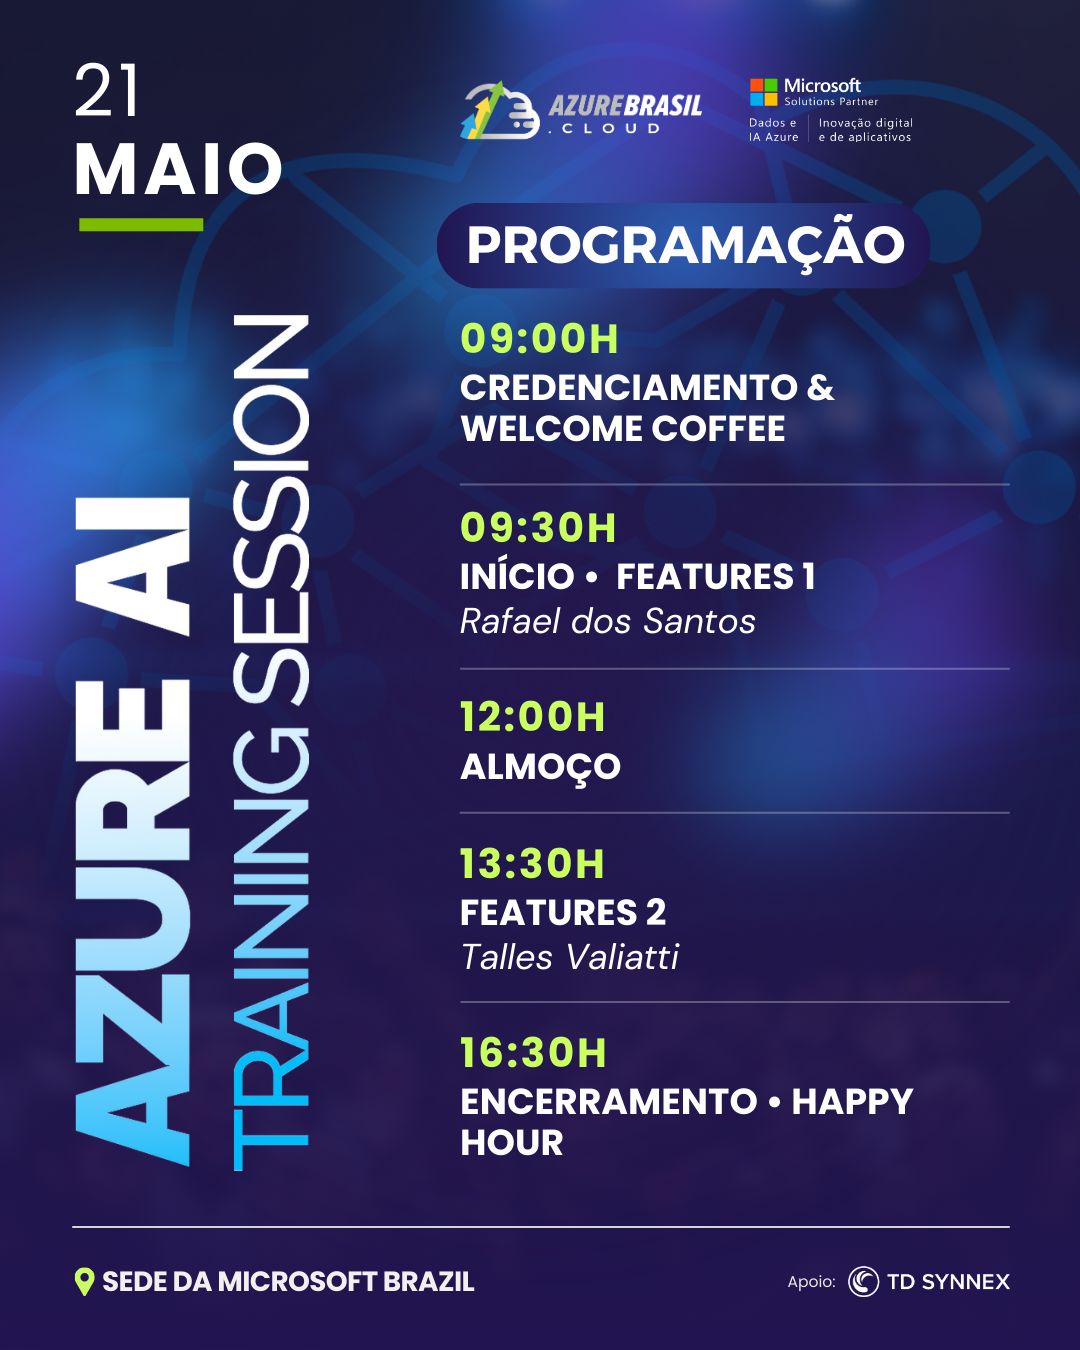 21
MAIO
AZURE AI
TRAINING SESSION
AZUREBRASIL
.CLOUD
Microsoft
Solutions Partner
Dados e
IA Azure
Inovação digital
e de aplicativos
PROGRAMAÇÃO
09:00H
CREDENCIAMENTO &
WELCOME COFFEE
09:30H
INÍCIO • FEATURES 1
Rafael dos Santos
12:00H
ALMOÇO
13:30H
FEATURES 2
Talles Valiatti
16:30H
ENCERRAMENTO • HAPPY
HOUR
SEDE DA MICROSOFT BRAZIL
Apoio: TD SYNNEX